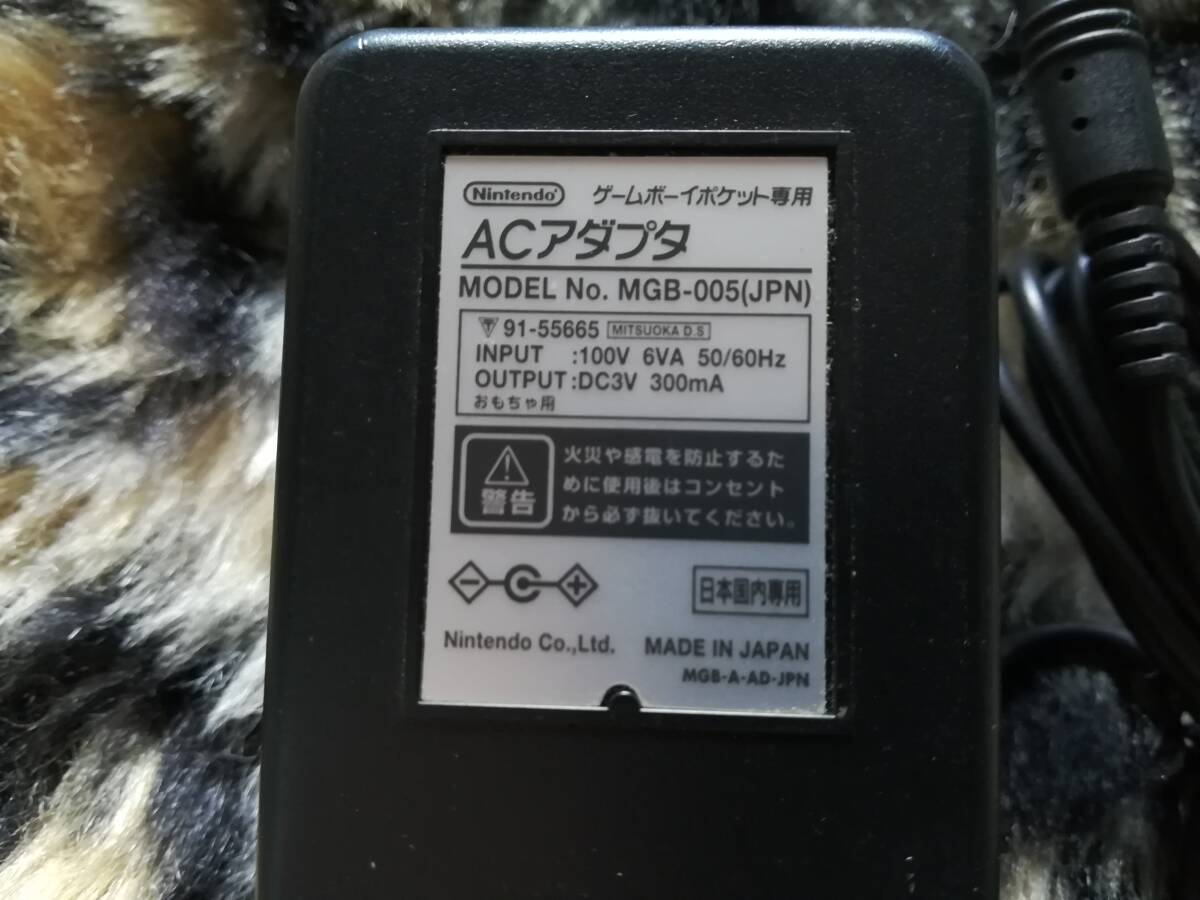 Nintendo ゲームボーイポケット専用
ACアダプタ
MODEL No. MGB-005(JPN)
T 91-55665 MITSUOKA D.S
INPUT :100V 6VA 50/60Hz
OUTPUT:DC3V 300mA
おもちゃ用
警告
火災や感電を防止するた
めに使用後はコンセント
から必ず抜いてください。
日本国内専用
Nintendo Co.,Ltd. MADE IN JAPAN
MGB-A-AD-JPN